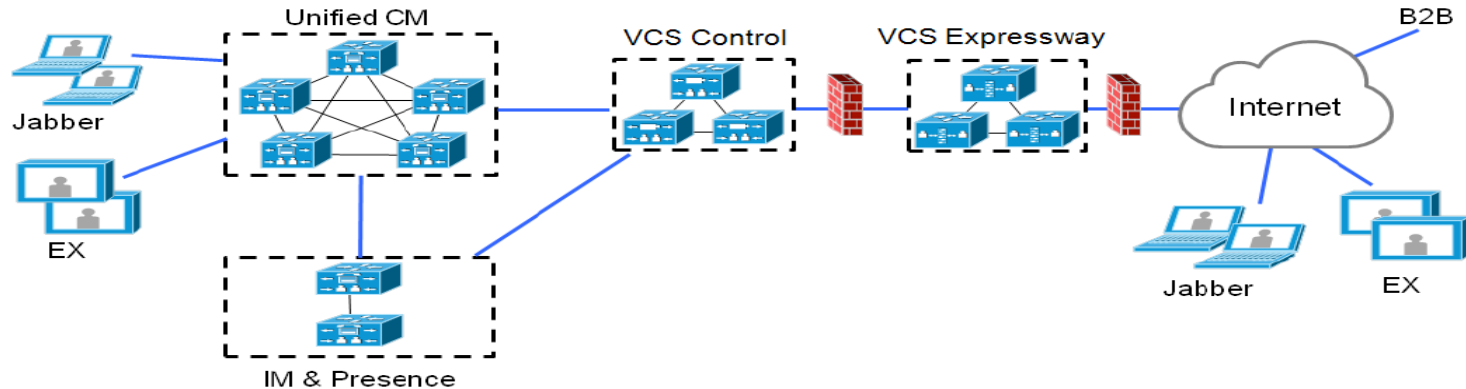 Unified CM
VCS Control
VCS Expressway
B2B
Jabber
Internet
EX
IM & Presence
Jabber
EX